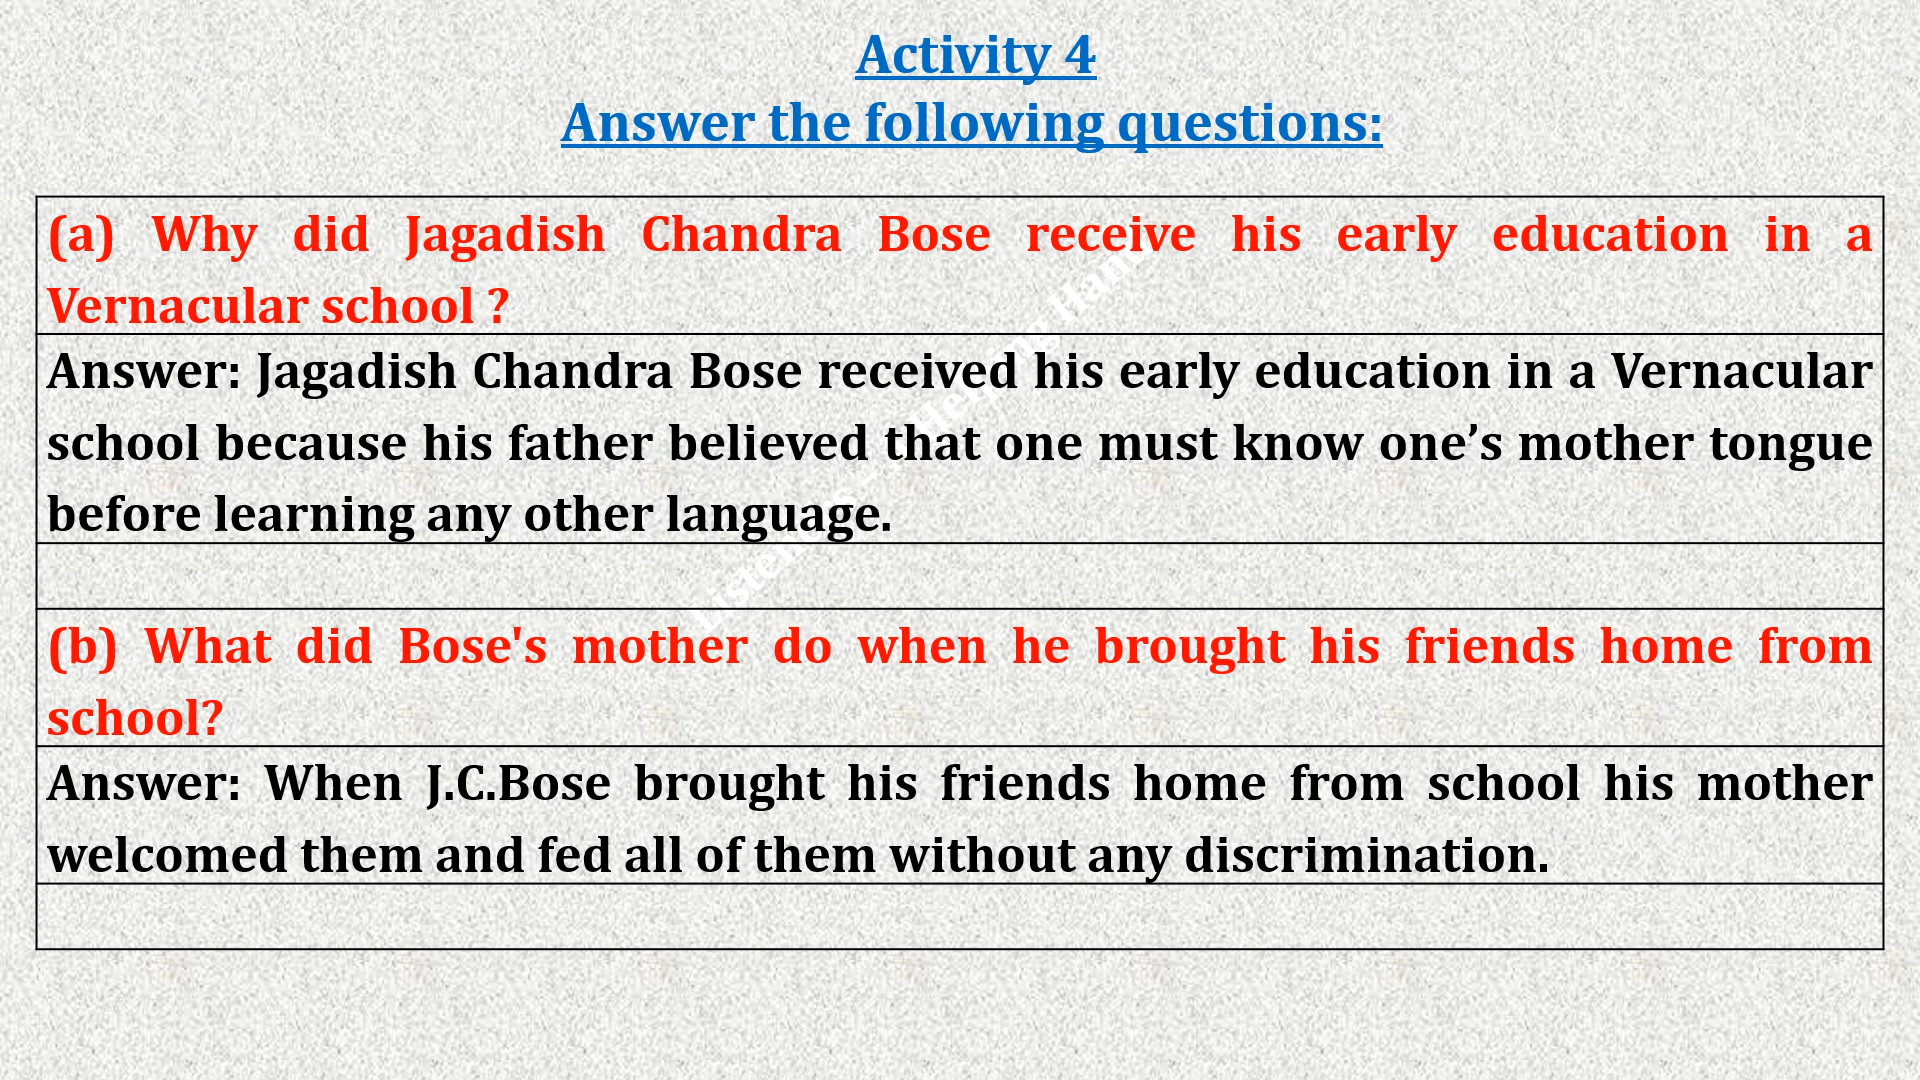 Activity 4
Answer the following questions:
(a) Why did Jagadish Chandra Bose receive his early education in a
Vernacular school ?
Answer: Jagadish Chandra Bose received his early education in a Vernacular
school because his father believed that one must know one’s mother tongue
before learning any other language.
(b) What did Bose's mother do when he brought his friends home from
school?
Answer: When J.C.Bose brought his friends home from school his mother
welcomed them and fed all of them without any discrimination.